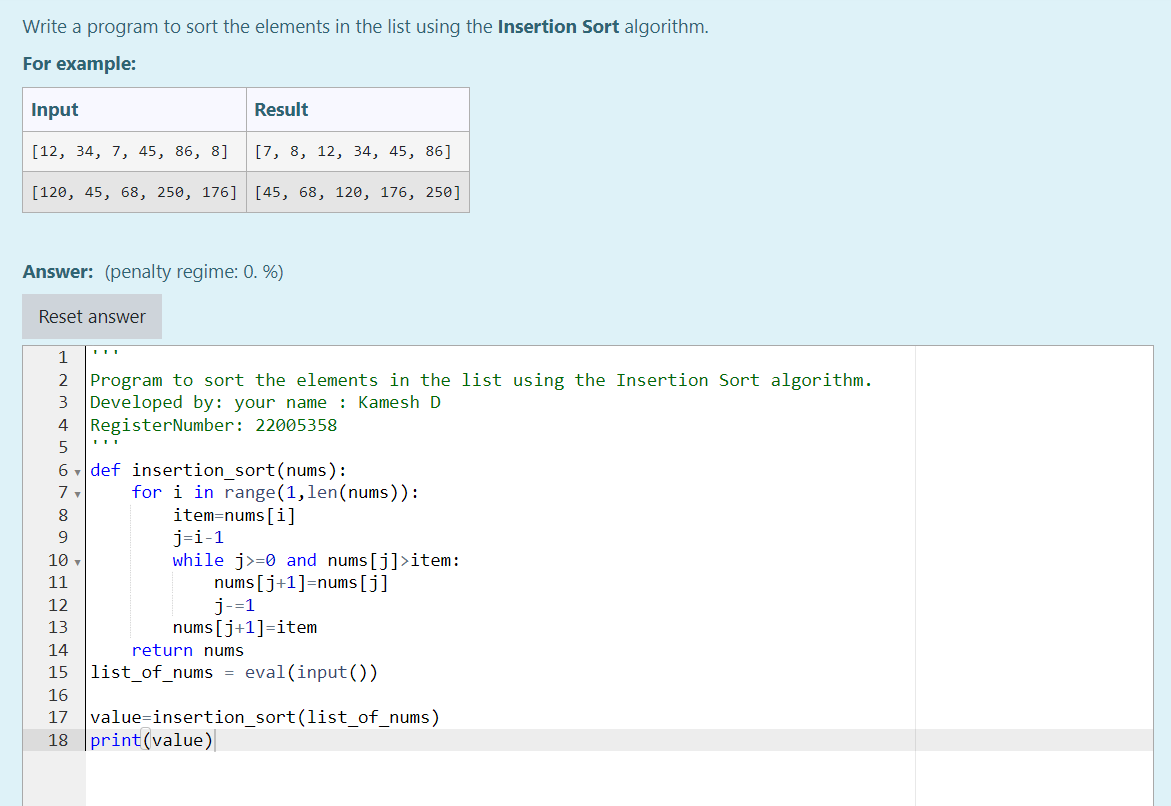 Write a program to sort the elements in the list using the Insertion Sort algorithm.
For example:
Input Result
[12, 34, 7, 45, 86, 8] [7, 8, 12, 34, 45, 86]
[120, 45, 68, 250, 176] [45, 68, 120, 176, 250]
Answer: (penalty regime: 0. %)
Reset answer
1 '''
2 Program to sort the elements in the list using the Insertion Sort algorithm.
3 Developed by: your name : Kamesh D
4 RegisterNumber: 22005358
5 '''
6 def insertion_sort(nums):
7     for i in range(1,len(nums)):
8         item=nums[i]
9         j=i-1
10         while j>=0 and nums[j]>item:
11             nums[j+1]=nums[j]
12             j-=1
13         nums[j+1]=item
14     return nums
15 list_of_nums = eval(input())
16
17 value=insertion_sort(list_of_nums)
18 print(value)